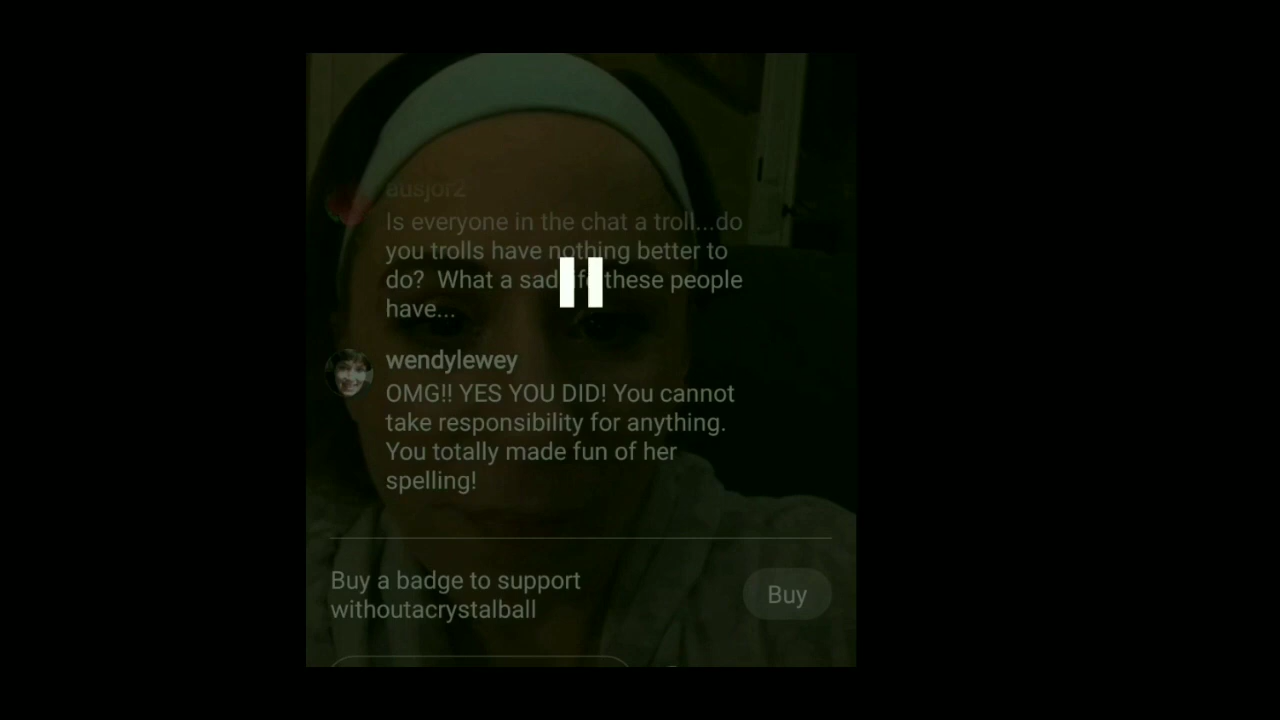 ausjor2
Is everyone in the chat a troll...do
you trolls have nothing better to
do?  What a sad life these people
have...
wendylewey
OMG!! YES YOU DID! You cannot
take responsibility for anything.
You totally made fun of her
spelling!
Buy a badge to support
withoutacrystalball
Buy